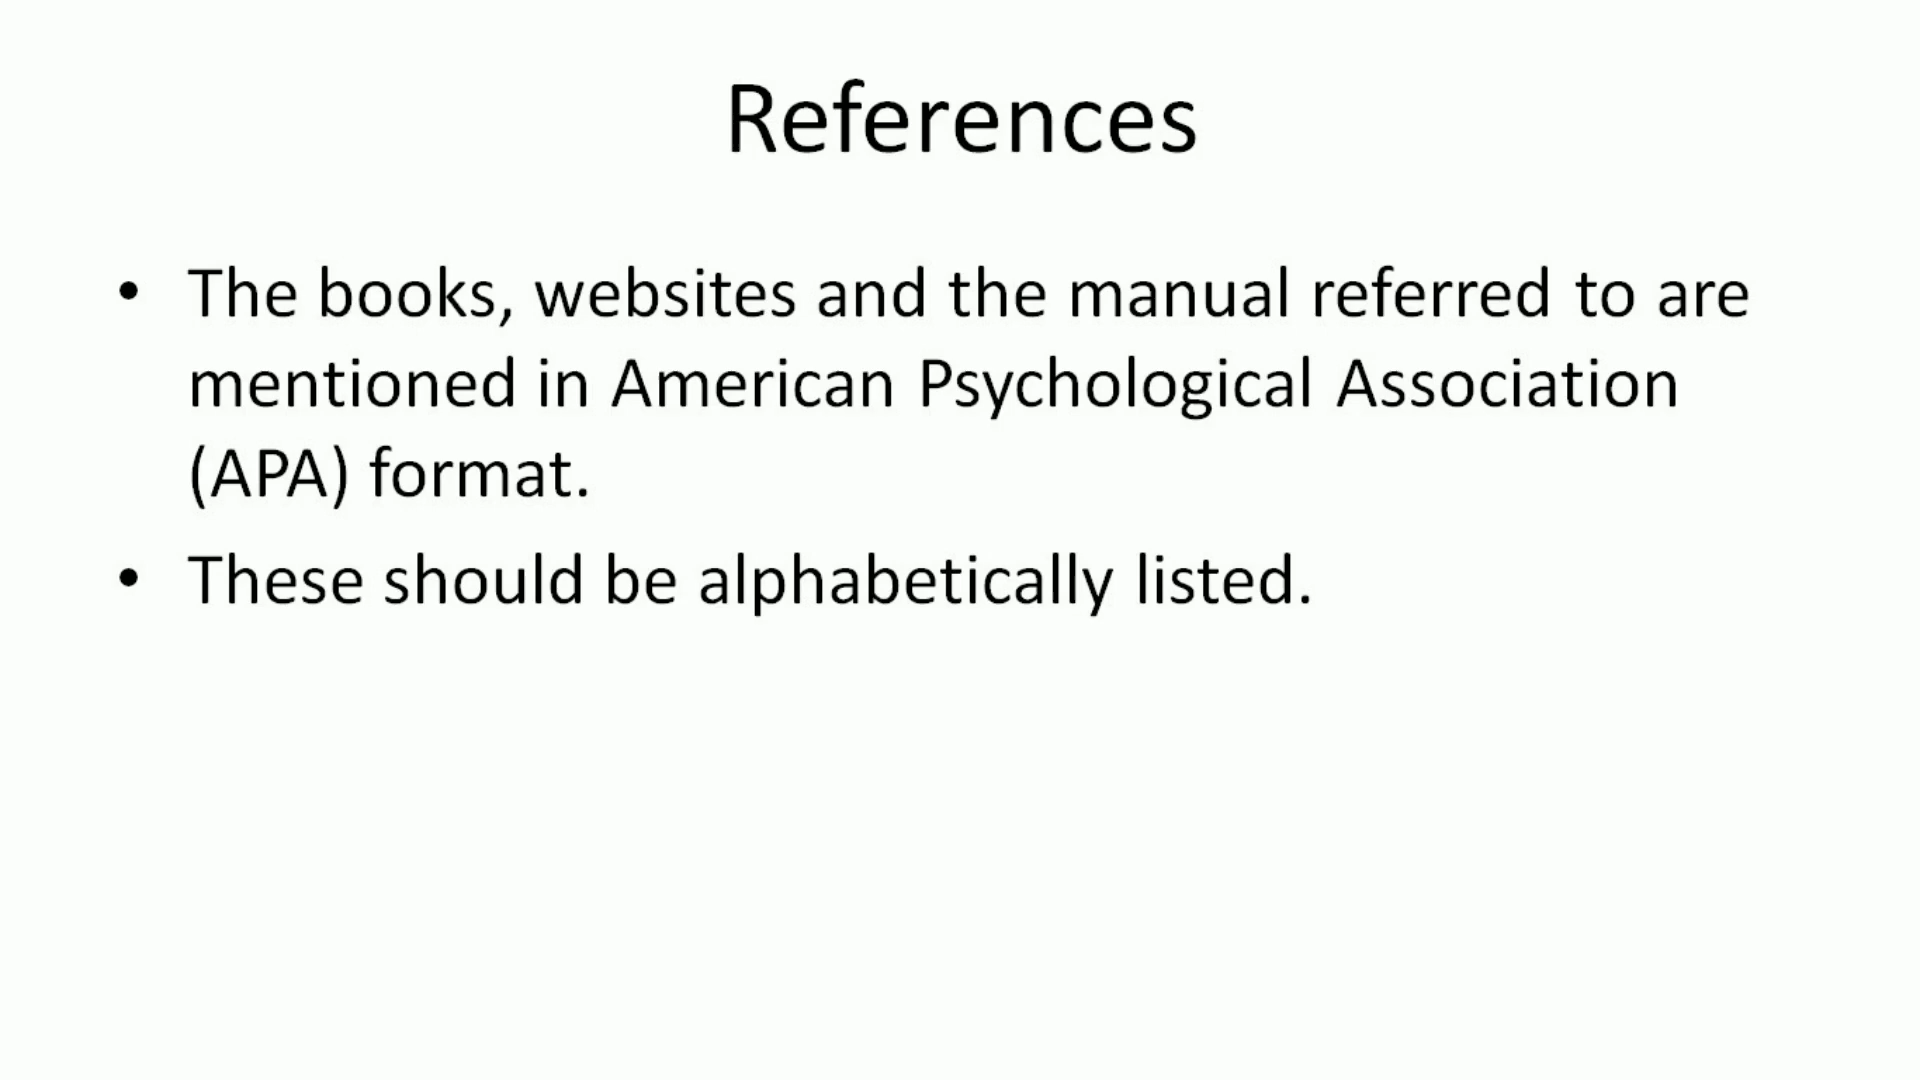 References
• The books, websites and the manual referred to are
mentioned in American Psychological Association
(APA) format.
• These should be alphabetically listed.